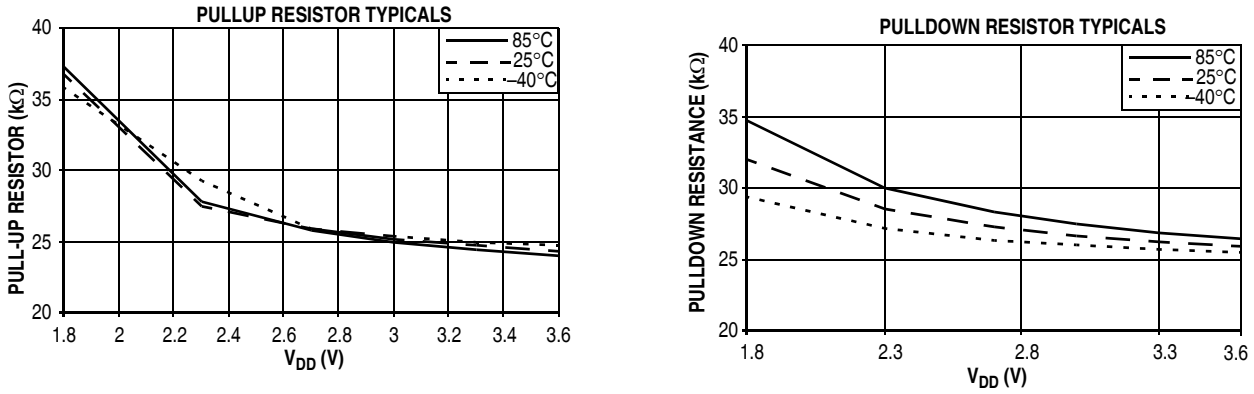 PULLUP RESISTOR TYPICALS
PULL-UP RESISTOR (kΩ)
40
35
30
25
20
85°C
25°C
–40°C
1.8 2 2.2 2.4 2.6 2.8 3 3.2 3.4 3.6
VDD (V)
PULLDOWN RESISTOR TYPICALS
PULLDOWN RESISTANCE (kΩ)
40
35
30
25
20
85°C
25°C
–40°C
1.8 2.3 2.8 3.3 3.6
VDD (V)